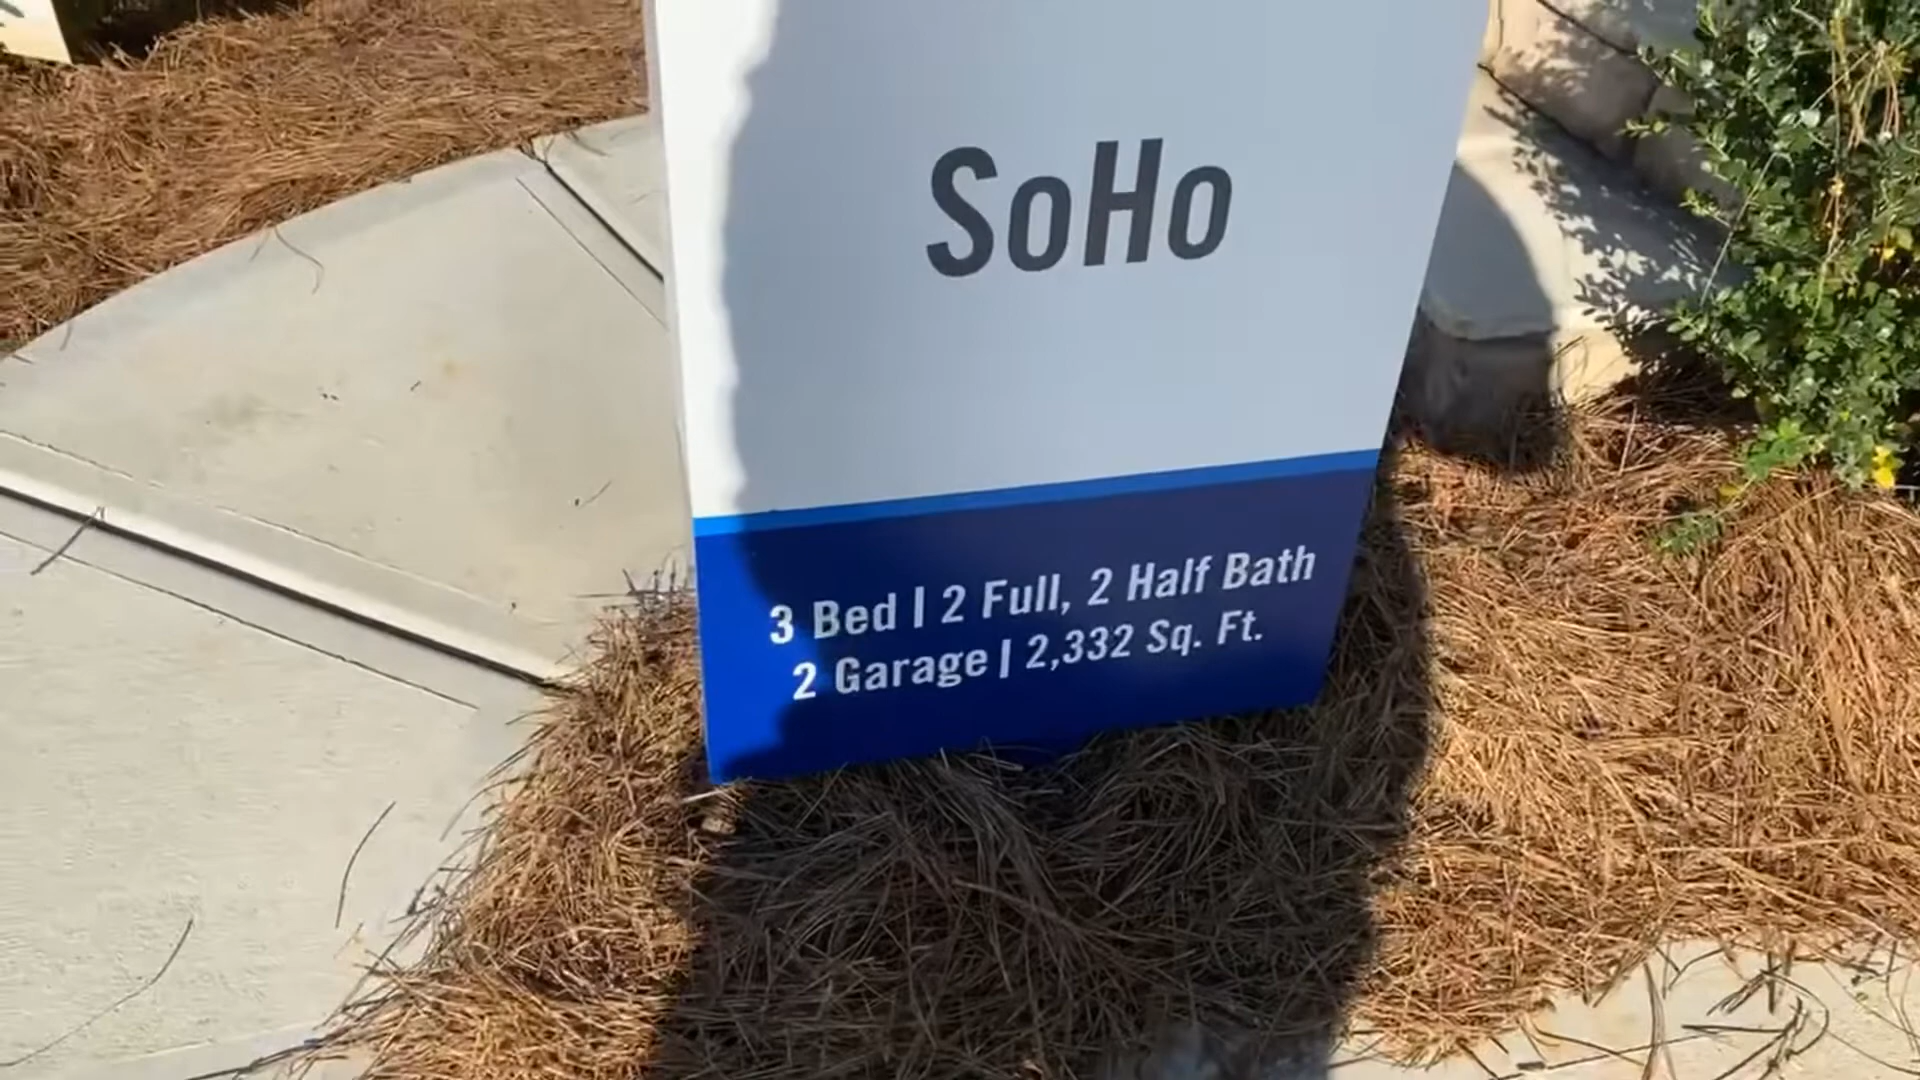 SoHo
3 Bed | 2 Full, 2 Half Bath
2 Garage | 2,332 Sq. Ft.